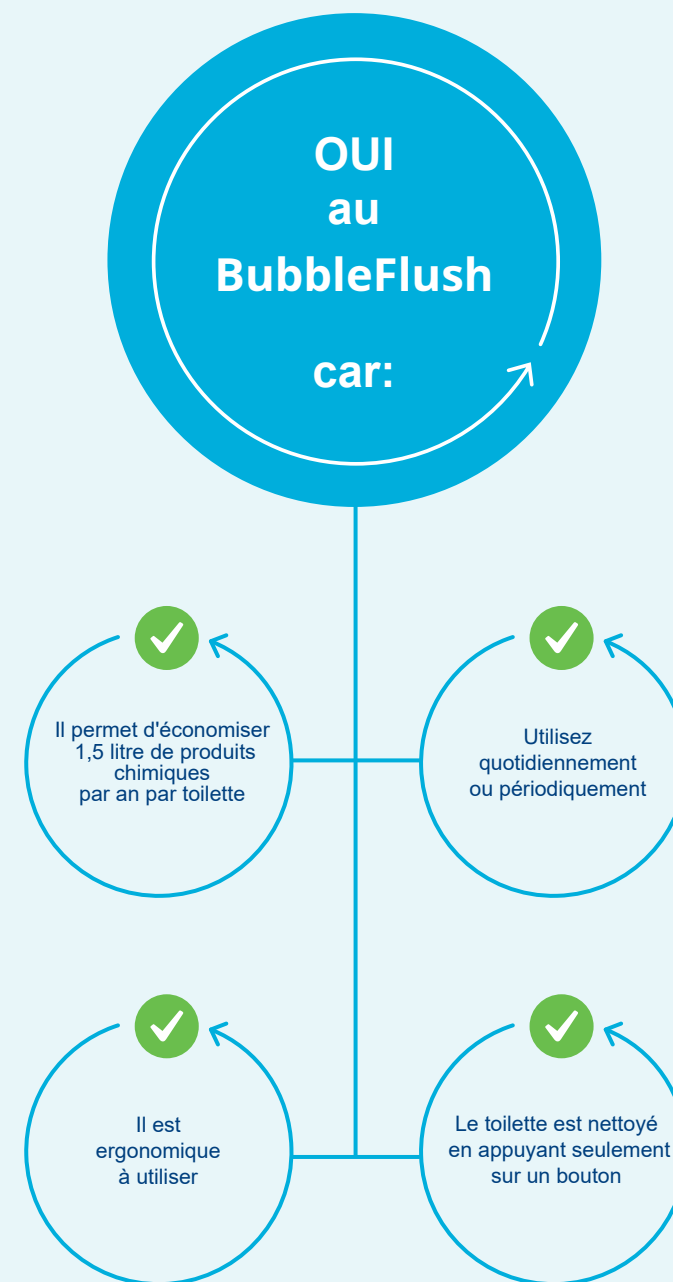 OUI
au
BubbleFlush
car:
Il permet d'économiser
1,5 litre de produits
chimiques
par an par toilette
Utilisez
quotidiennement
ou périodiquement
Il est
ergonomique
à utiliser
Le toilette est nettoyé
en appuyant seulement
sur un bouton